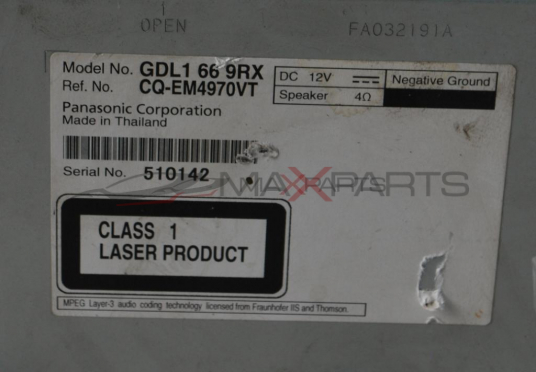 OPEN FA032191A
Model No. GDL1 66 9RX
Ref. No. CQ-EM4970VT
DC 12V Negative Ground
Speaker 4Ω
Panasonic Corporation
Made in Thailand
Serial No. 510142
MAXXPARTS
CLASS 1
LASER PRODUCT
MPEG Layer-3 audio coding technology licensed from Fraunhofer IIS and Thomson.